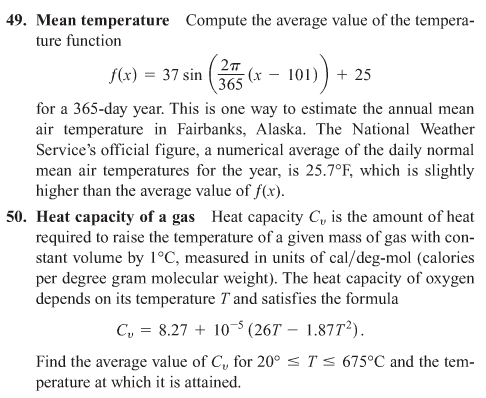 49. Mean temperature Compute the average value of the tempera-
ture function
f(x) = 37 sin (2π/365 (x − 101)) + 25
for a 365-day year. This is one way to estimate the annual mean
air temperature in Fairbanks, Alaska. The National Weather
Service's official figure, a numerical average of the daily normal
mean air temperatures for the year, is 25.7°F, which is slightly
higher than the average value of f(x).
50. Heat capacity of a gas Heat capacity Cᵥ is the amount of heat
required to raise the temperature of a given mass of gas with con-
stant volume by 1°C, measured in units of cal/deg-mol (calories
per degree gram molecular weight). The heat capacity of oxygen
depends on its temperature T and satisfies the formula
Cᵥ = 8.27 + 10⁻⁵ (26T − 1.87T²).
Find the average value of Cᵥ for 20° ≤ T ≤ 675°C and the tem-
perature at which it is attained.